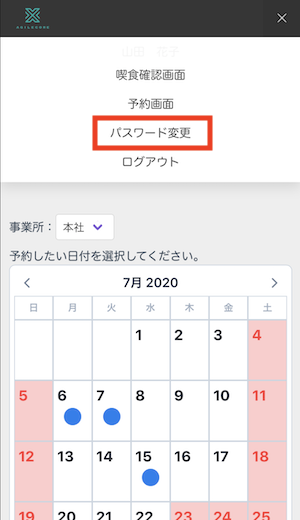 山田 花子
喫食確認画面
予約画面
パスワード変更
ログアウト
事業所： 本社
予約したい日付を選択してください。
7月 2020
日 月 火 水 木 金 土
1 2 3 4
5 6 7 8 9 10 11
12 13 14 15 16 17 18
19 20 21 22 23 24 25